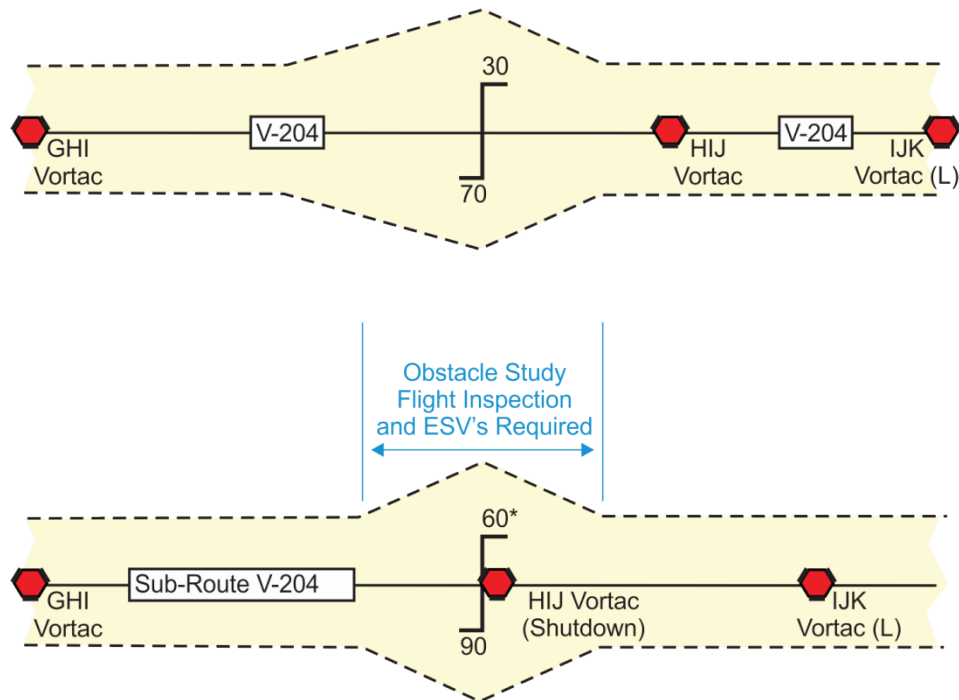 30
V-204
V-204
GHI
Vortac
HIJ
Vortac
IJK
Vortac (L)
70
Obstacle Study
Flight Inspection
and ESV's Required
60*
Sub-Route V-204
GHI
Vortac
HIJ Vortac
(Shutdown)
IJK
Vortac (L)
90